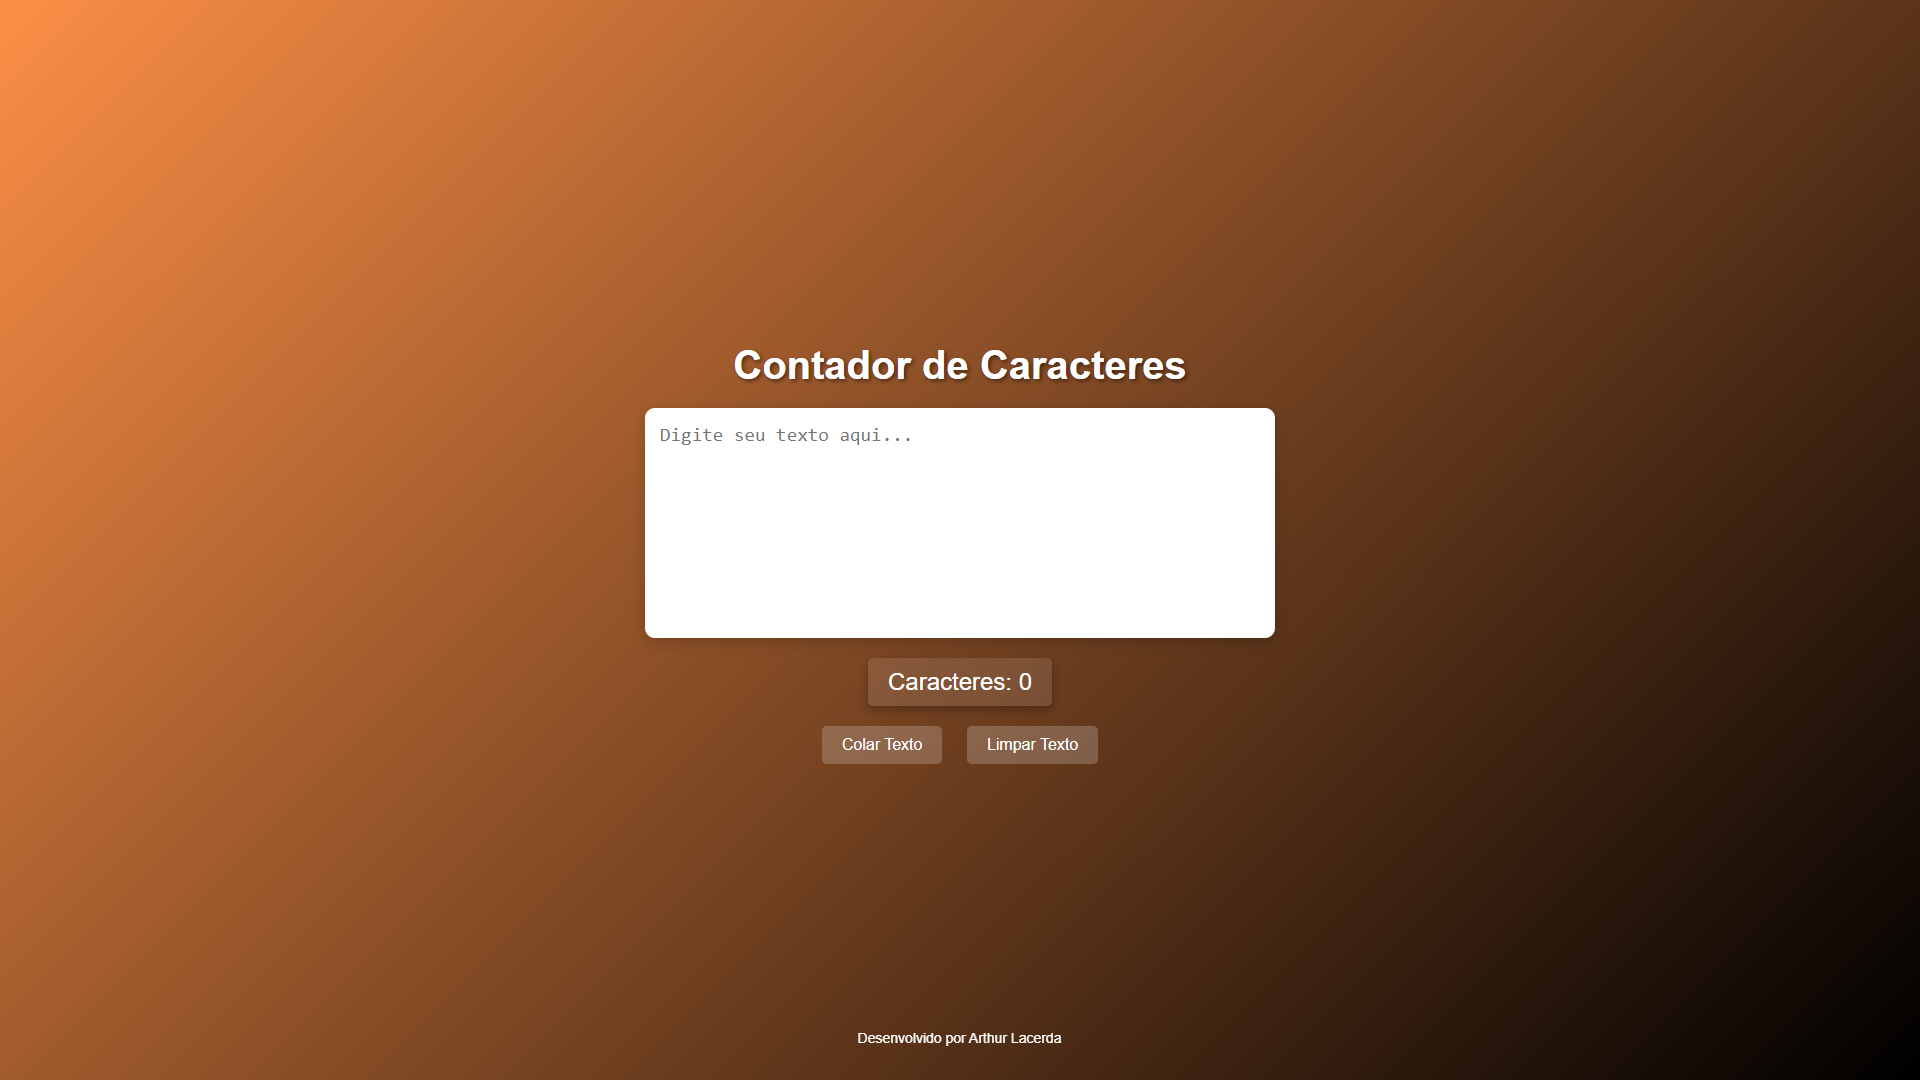 Contador de Caracteres
Digite seu texto aqui...
Caracteres: 0
Colar Texto Limpar Texto
Desenvolvido por Arthur Lacerda